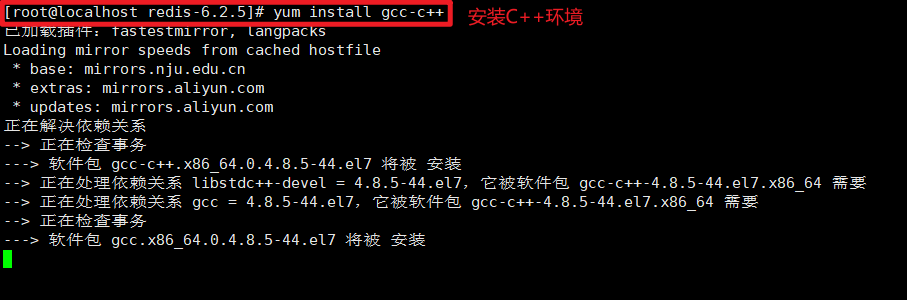 [root@localhost redis-6.2.5]# yum install gcc-c++
安装C++环境
已加载插件：fastestmirror, langpacks
Loading mirror speeds from cached hostfile
 * base: mirrors.nju.edu.cn
 * extras: mirrors.aliyun.com
 * updates: mirrors.aliyun.com
正在解决依赖关系
--> 正在检查事务
---> 软件包 gcc-c++.x86_64.0.4.8.5-44.el7 将被 安装
--> 正在处理依赖关系 libstdc++-devel = 4.8.5-44.el7，它被软件包 gcc-c++-4.8.5-44.el7.x86_64 需要
--> 正在处理依赖关系 gcc = 4.8.5-44.el7，它被软件包 gcc-c++-4.8.5-44.el7.x86_64 需要
--> 正在检查事务
---> 软件包 gcc.x86_64.0.4.8.5-44.el7 将被 安装